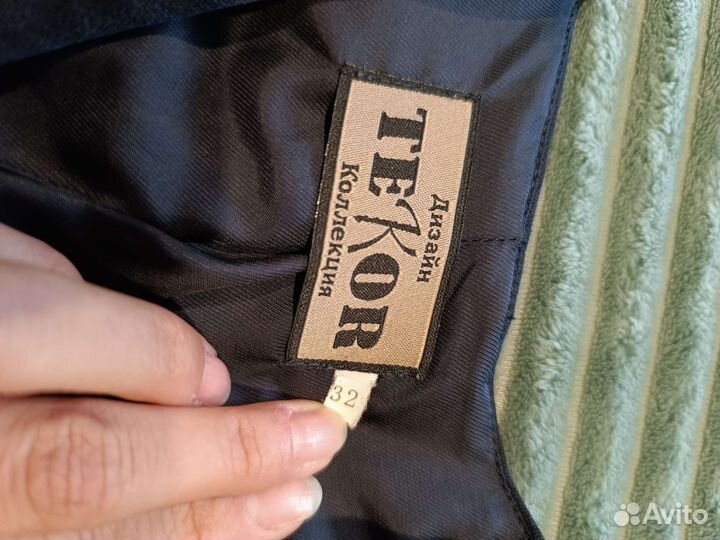 Дизайн
TEKOR
Коллекция
32
Avito